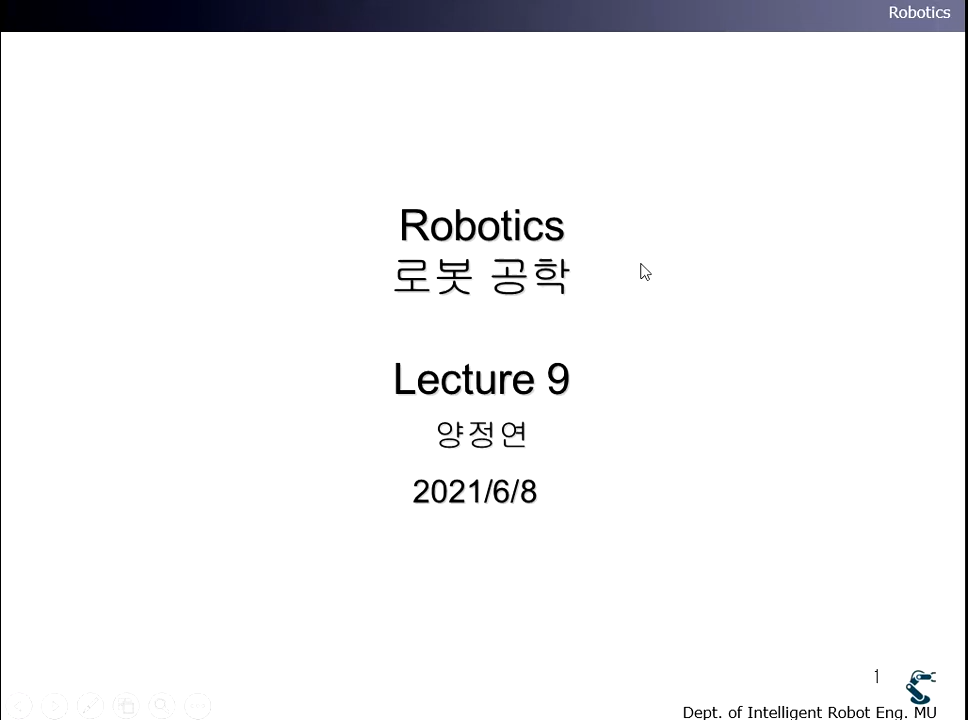 Robotics
Robotics
로봇 공학
Lecture 9
양정연
2021/6/8
1
Dept. of Intelligent Robot Eng. MU